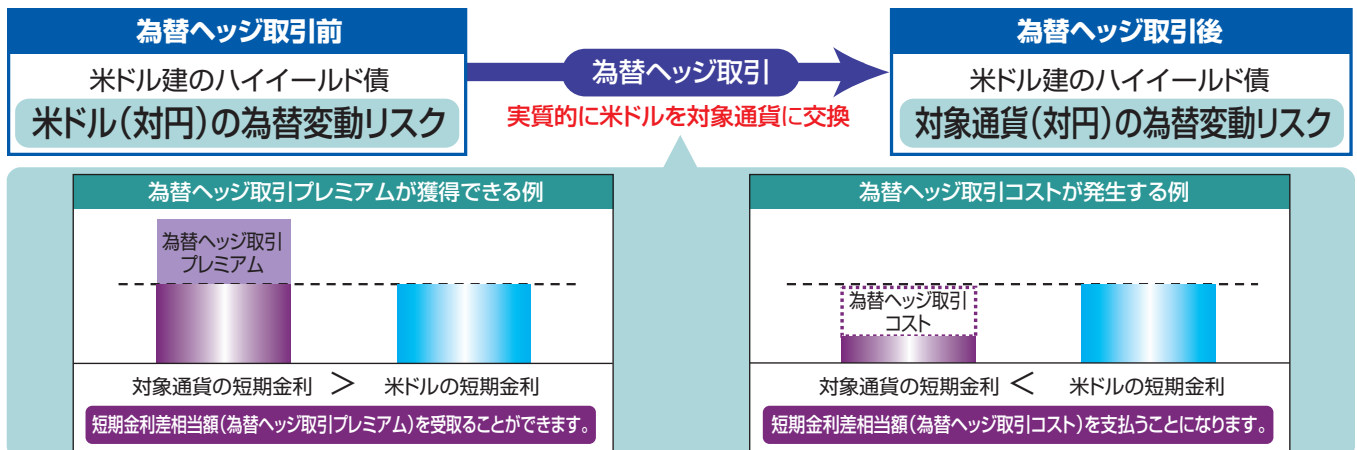 為替ヘッジ取引前
米ドル建のハイイールド債
米ドル(対円)の為替変動リスク
為替ヘッジ取引
実質的に米ドルを対象通貨に交換
為替ヘッジ取引後
米ドル建のハイイールド債
対象通貨(対円)の為替変動リスク
為替ヘッジ取引プレミアムが獲得できる例
為替ヘッジ取引
プレミアム
対象通貨の短期金利 > 米ドルの短期金利
短期金利差相当額(為替ヘッジ取引プレミアム)を受取ることができます。
為替ヘッジ取引コストが発生する例
為替ヘッジ取引
コスト
対象通貨の短期金利 < 米ドルの短期金利
短期金利差相当額(為替ヘッジ取引コスト)を支払うことになります。